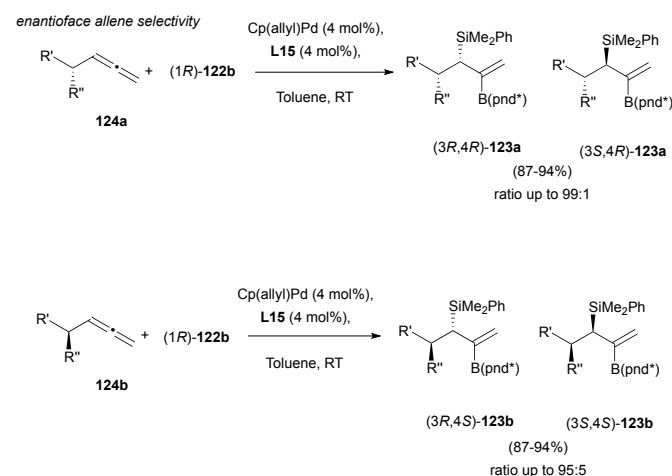 enantioface allene selectivity
Cp(allyl)Pd (4 mol%),
L15 (4 mol%),
Toluene, RT
R'
R''
124a
+ (1R)-122b
SiMe2Ph
R'
R''
B(pnd*)
(3R,4R)-123a
SiMe2Ph
R'
R''
B(pnd*)
(3S,4R)-123a
(87-94%)
ratio up to 99:1
Cp(allyl)Pd (4 mol%),
L15 (4 mol%),
Toluene, RT
R'
R''
124b
+ (1R)-122b
SiMe2Ph
R'
R''
B(pnd*)
(3R,4S)-123b
SiMe2Ph
R'
R''
B(pnd*)
(3S,4S)-123b
(87-94%)
ratio up to 95:5